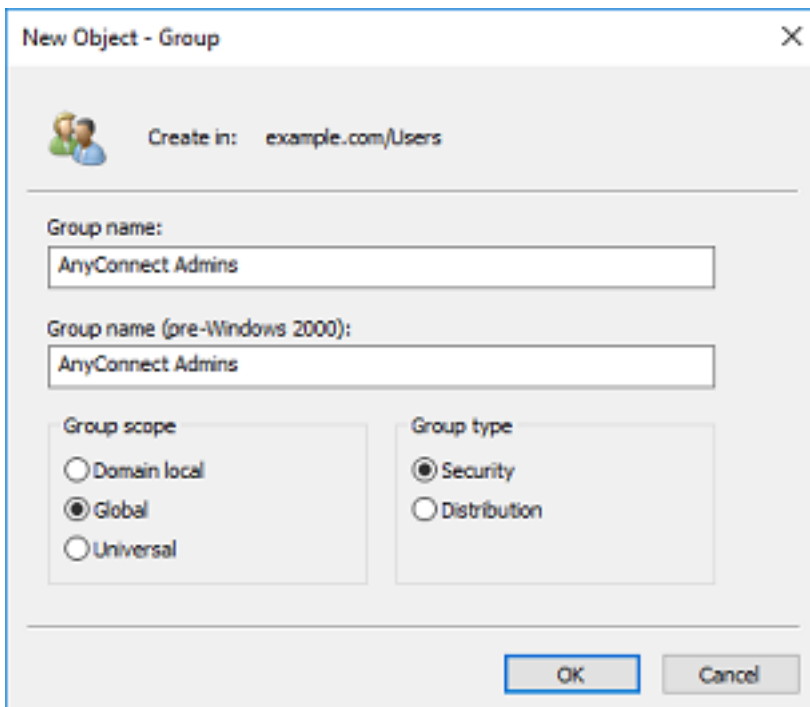 New Object - Group
Create in: example.com/Users
Group name:
AnyConnect Admins
Group name (pre-Windows 2000):
AnyConnect Admins
Group scope
Domain local
Global
Universal
Group type
Security
Distribution
OK
Cancel